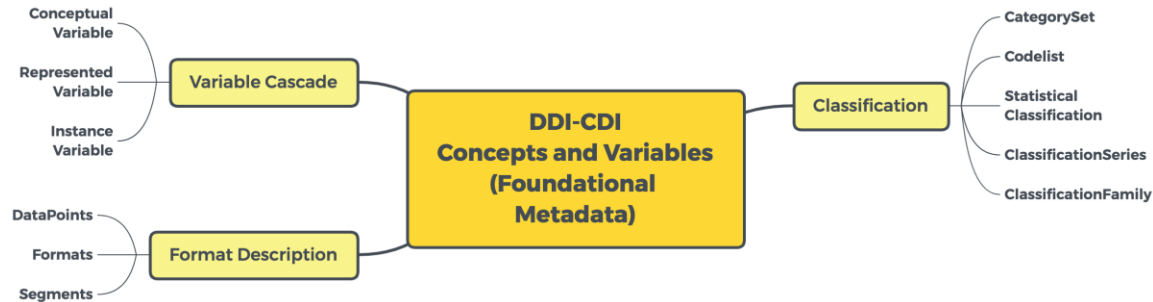 Conceptual
Variable
Represented
Variable
Instance
Variable
Variable Cascade
DataPoints
Formats
Segments
Format Description
DDI-CDI
Concepts and Variables
(Foundational
Metadata)
Classification
CategorySet
Codelist
Statistical
Classification
ClassificationSeries
ClassificationFamily